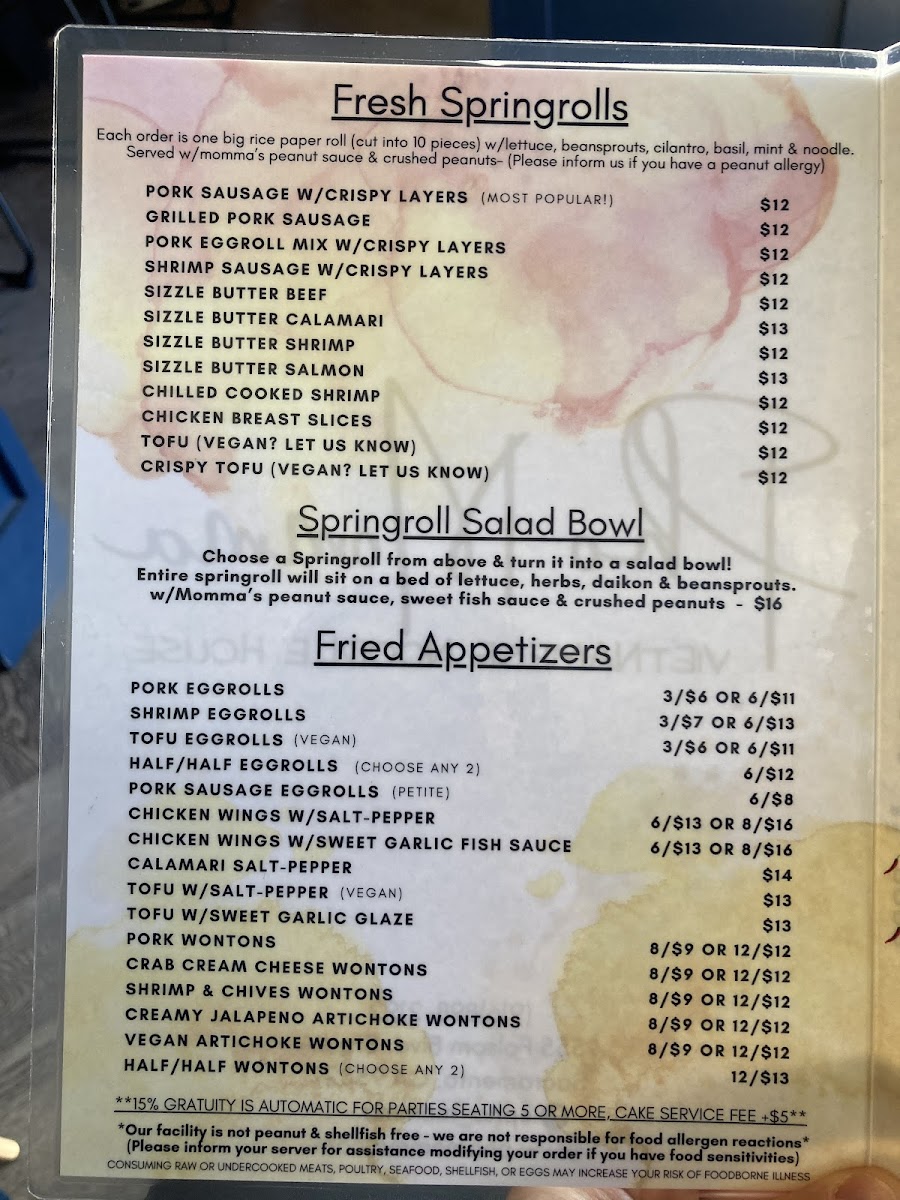 Fresh Springrolls
Each order is one big rice paper roll (cut into 10 pieces) w/lettuce, beansprouts, cilantro, basil, mint & noodle.
Served w/momma's peanut sauce & crushed peanuts- (Please inform us if you have a peanut allergy)
PORK SAUSAGE W/CRISPY LAYERS (MOST POPULAR!) $12
GRILLED PORK SAUSAGE $12
PORK EGGROLL MIX W/CRISPY LAYERS $12
SHRIMP SAUSAGE W/CRISPY LAYERS $12
SIZZLE BUTTER BEEF $12
SIZZLE BUTTER CALAMARI $13
SIZZLE BUTTER SHRIMP $12
SIZZLE BUTTER SALMON $13
CHILLED COOKED SHRIMP $12
CHICKEN BREAST SLICES $12
TOFU (VEGAN? LET US KNOW) $12
CRISPY TOFU (VEGAN? LET US KNOW) $12
Springroll Salad Bowl
Choose a Springroll from above & turn it into a salad bowl!
Entire springroll will sit on a bed of lettuce, herbs, daikon & beansprouts.
w/Momma's peanut sauce, sweet fish sauce & crushed peanuts - $16
Fried Appetizers
PORK EGGROLLS 3/$6 OR 6/$11
SHRIMP EGGROLLS 3/$7 OR 6/$13
TOFU EGGROLLS (VEGAN) 3/$6 OR 6/$11
HALF/HALF EGGROLLS (CHOOSE ANY 2) 6/$12
PORK SAUSAGE EGGROLLS (PETITE) 6/$8
CHICKEN WINGS W/SALT-PEPPER 6/$13 OR 8/$16
CHICKEN WINGS W/SWEET GARLIC FISH SAUCE 6/$13 OR 8/$16
CALAMARI SALT-PEPPER $14
TOFU W/SALT-PEPPER (VEGAN) $13
TOFU W/SWEET GARLIC GLAZE $13
PORK WONTONS 8/$9 OR 12/$12
CRAB CREAM CHEESE WONTONS 8/$9 OR 12/$12
SHRIMP & CHIVES WONTONS 8/$9 OR 12/$12
CREAMY JALAPENO ARTICHOKE WONTONS 8/$9 OR 12/$12
VEGAN ARTICHOKE WONTONS 8/$9 OR 12/$12
HALF/HALF WONTONS (CHOOSE ANY 2) 12/$13
**15% GRATUITY IS AUTOMATIC FOR PARTIES SEATING 5 OR MORE, CAKE SERVICE FEE +$5**
*Our facility is not peanut & shellfish free - we are not responsible for food allergen reactions*
(Please inform your server for assistance modifying your order if you have food sensitivities)
CONSUMING RAW OR UNDERCOOKED MEATS, POULTRY, SEAFOOD, SHELLFISH, OR EGGS MAY INCREASE YOUR RISK OF FOODBORNE ILLNESS